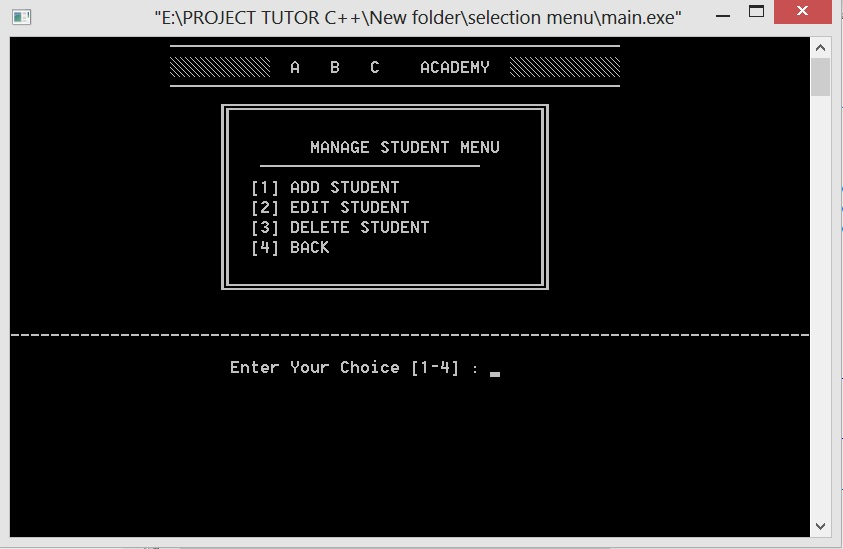 "E:\PROJECT TUTOR C++\New folder\selection menu\main.exe"
A B C ACADEMY
MANAGE STUDENT MENU
[1] ADD STUDENT
[2] EDIT STUDENT
[3] DELETE STUDENT
[4] BACK
Enter Your Choice [1-4] :